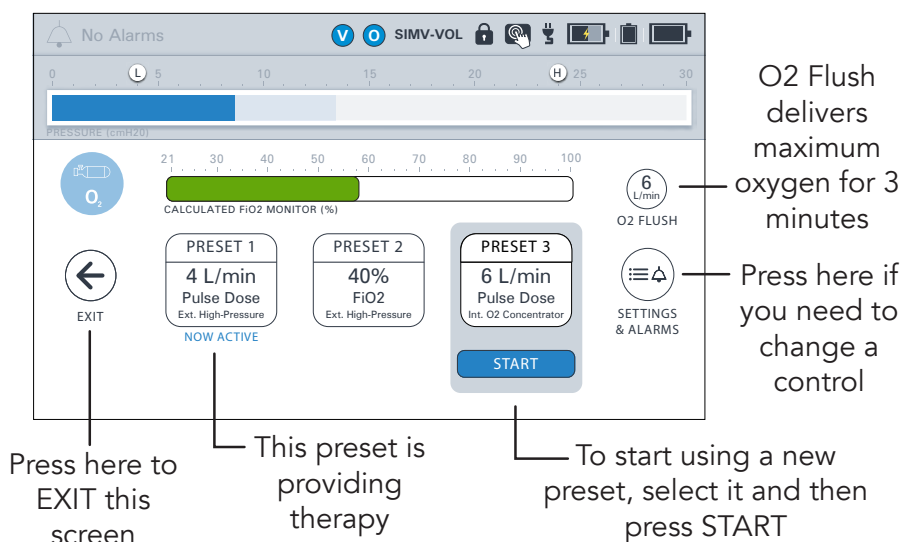 No Alarms
V O SIMV-VOL
0 L 5 10 15 20 H 25 30
PRESSURE (cmH20)
21 30 40 50 60 70 80 90 100
O2
CALCULATED FiO2 MONITOR (%)
6
L/min
O2 FLUSH
O2 Flush
delivers
maximum
oxygen for 3
minutes
EXIT
PRESET 1
4 L/min
Pulse Dose
Ext. High-Pressure
NOW ACTIVE
PRESET 2
40%
FiO2
Ext. High-Pressure
PRESET 3
6 L/min
Pulse Dose
Int. O2 Concentrator
START
SETTINGS
& ALARMS
Press here if
you need to
change a
control
Press here to
EXIT this
screen
This preset is
providing
therapy
To start using a new
preset, select it and then
press START